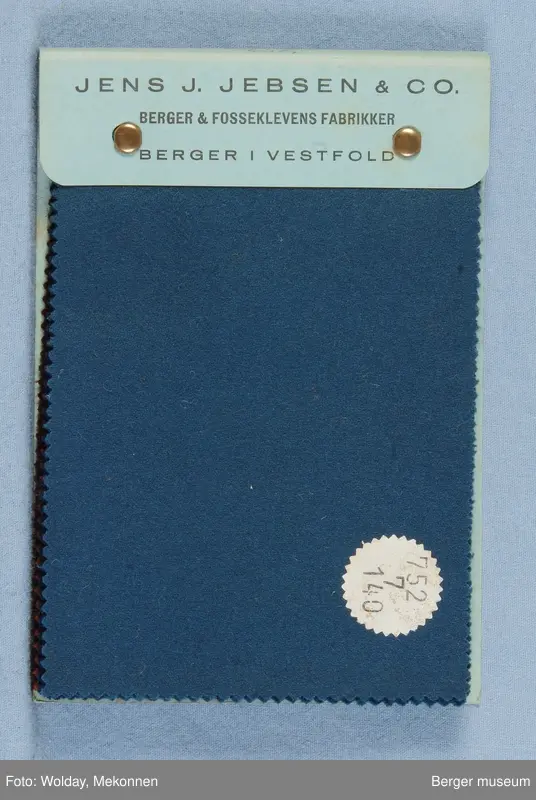 JENS J. JEBSEN & CO.
BERGER & FOSSEKLEVENS FABRIKKER
BERGER I VESTFOLD
752
7
140
Foto: Wolday, Mekonnen
Berger museum